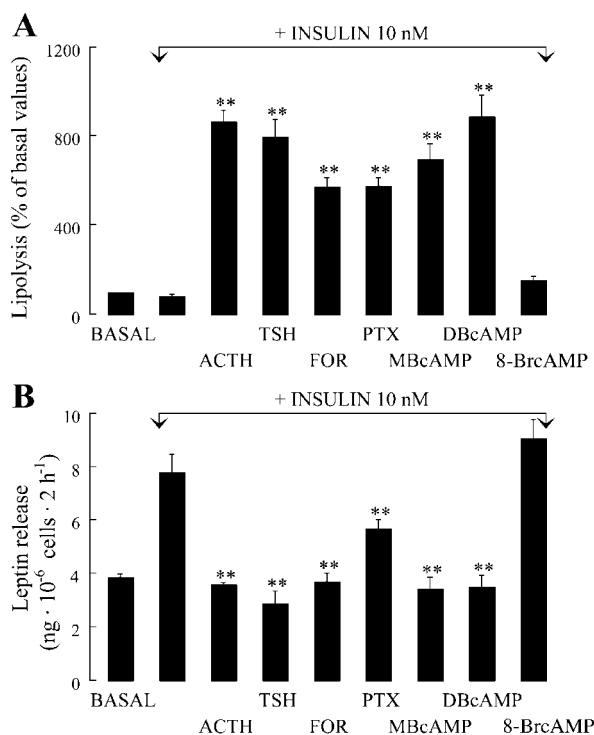 A
+ INSULIN 10 nM
Lipolysis (% of basal values)
1200
800
400
0
** ** ** ** ** **
BASAL TSH PTX DBcAMP
ACTH FOR MBcAMP 8-BrcAMP
B
+ INSULIN 10 nM
Leptin release
(ng · 10⁻⁶ cells · 2 h⁻¹)
10
8
6
4
2
0
** ** ** ** ** **
BASAL TSH PTX DBcAMP
ACTH FOR MBcAMP 8-BrcAMP